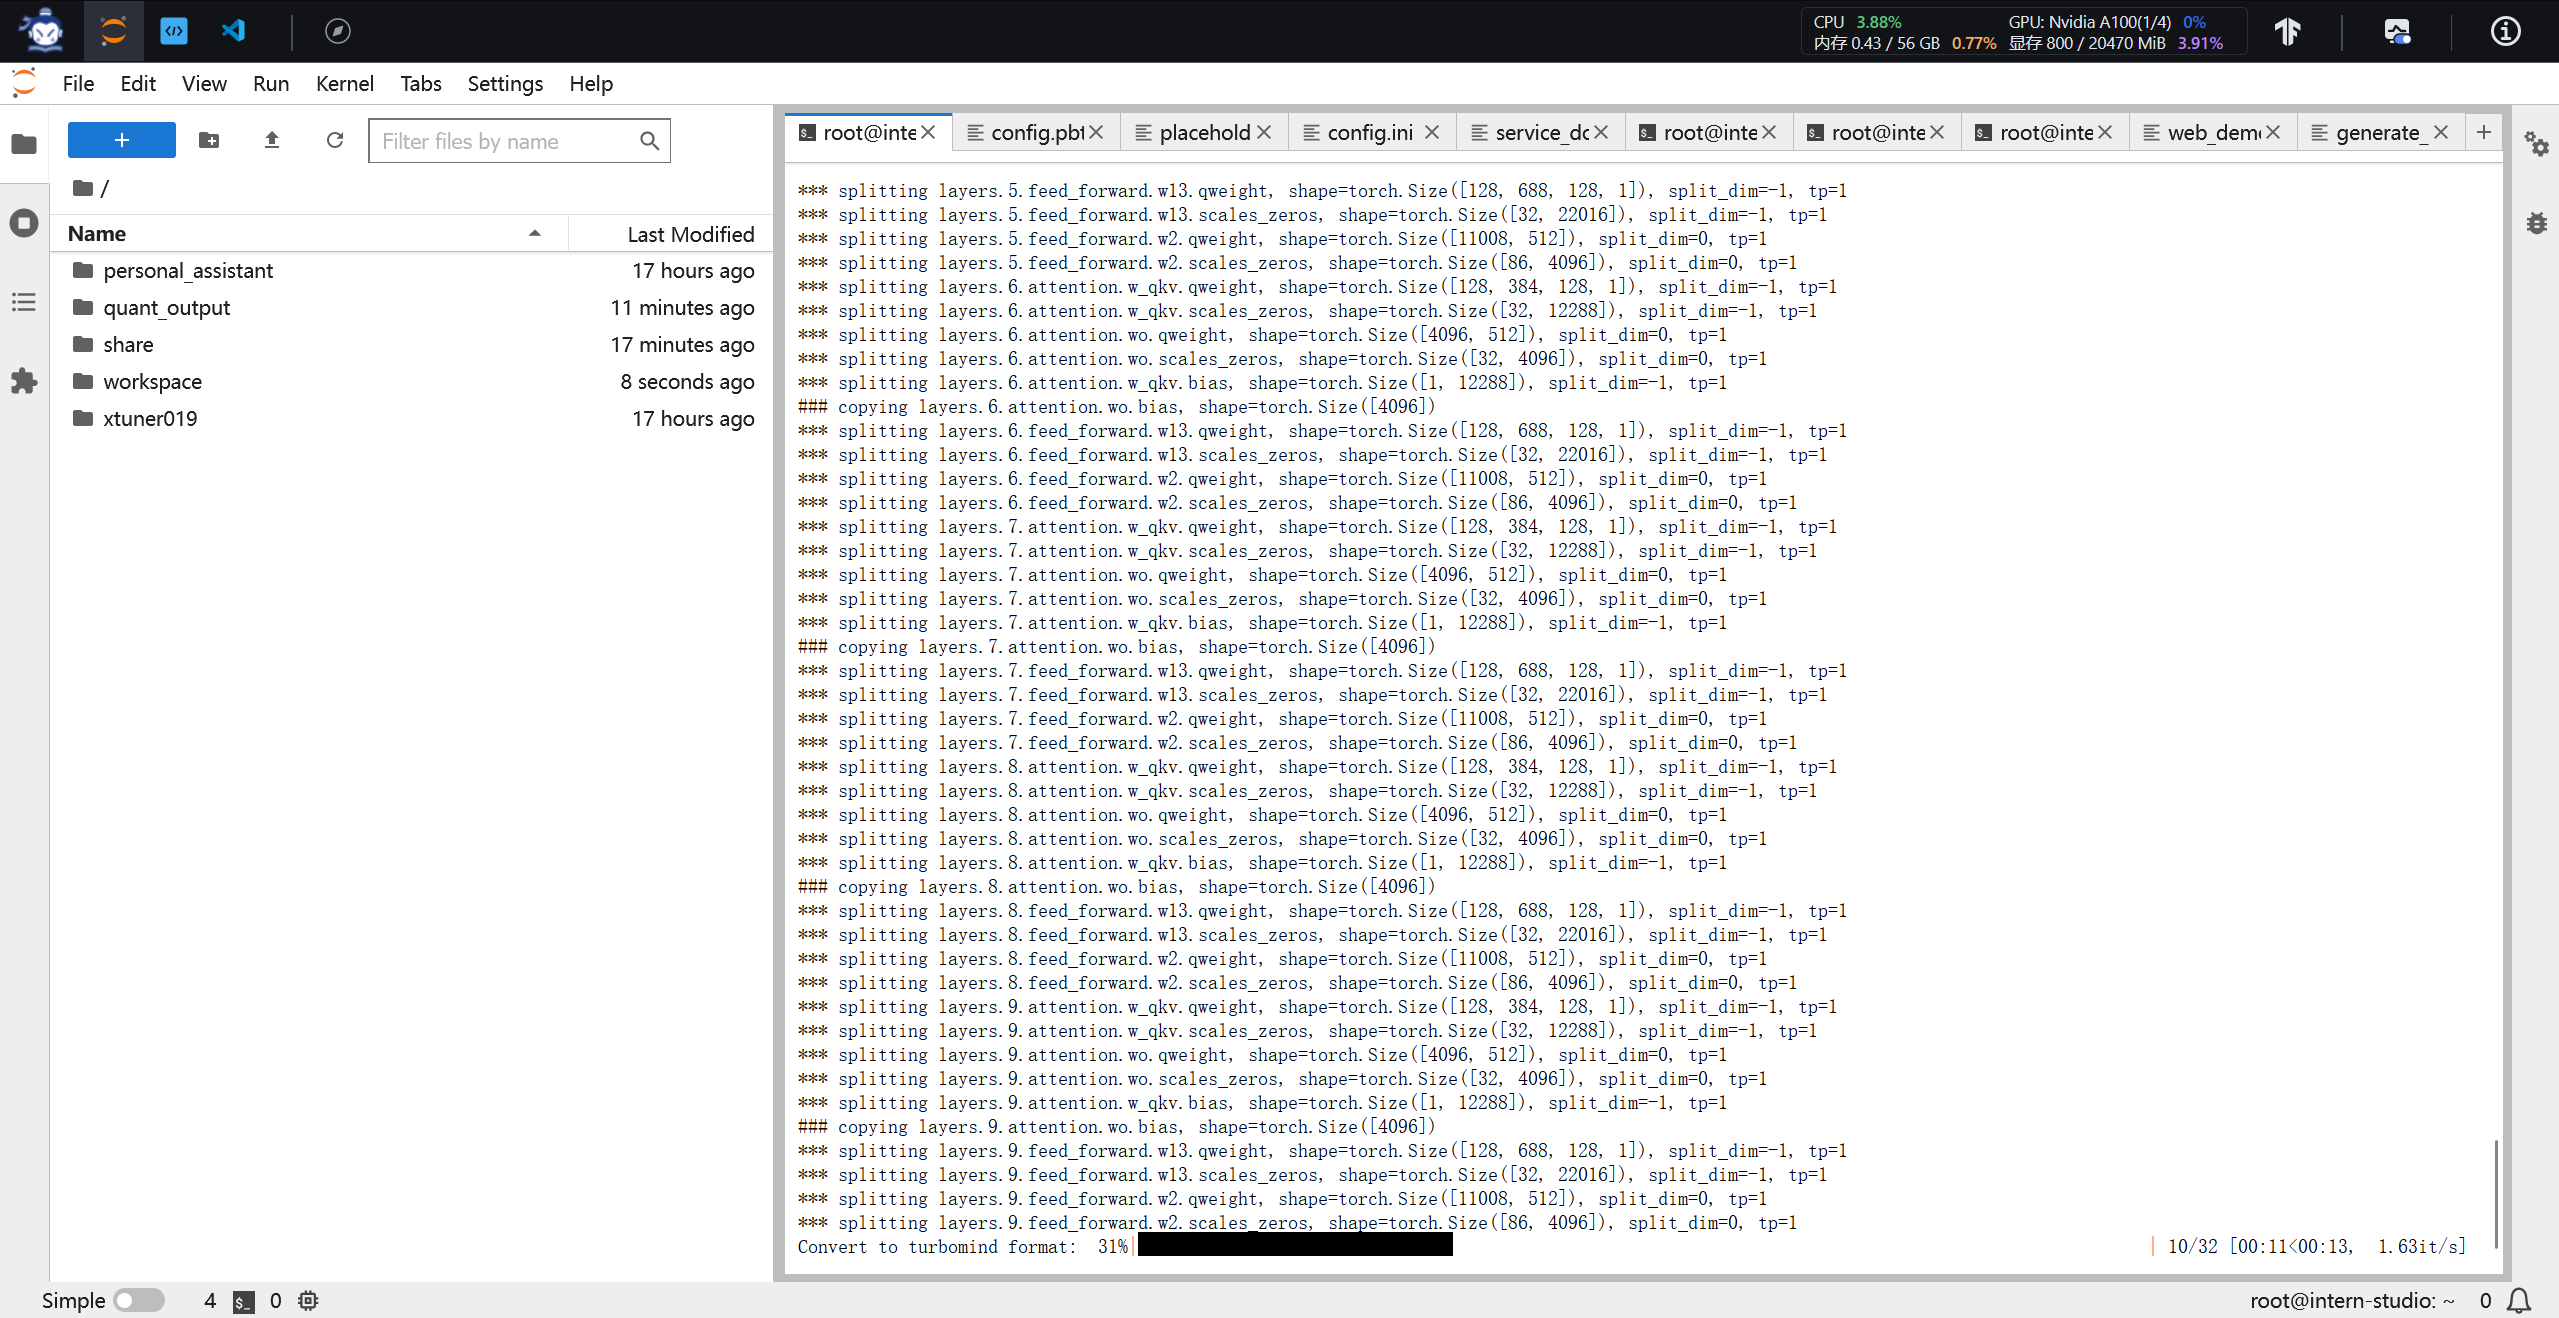 CPU 3.88% GPU: Nvidia A100(1/4) 0%
内存 0.43 / 56 GB 0.77% 显存 800 / 20470 MiB 3.91%
File Edit View Run Kernel Tabs Settings Help
Filter files by name
/
Name Last Modified
personal_assistant 17 hours ago
quant_output 11 minutes ago
share 17 minutes ago
workspace 8 seconds ago
xtuner019 17 hours ago
root@inte config.pbt placehold config.ini service_dc root@inte root@inte root@inte web_demo generate_
*** splitting layers.5.feed_forward.w13.qweight, shape=torch.Size([128, 688, 128, 1]), split_dim=-1, tp=1
*** splitting layers.5.feed_forward.w13.scales_zeros, shape=torch.Size([32, 22016]), split_dim=-1, tp=1
*** splitting layers.5.feed_forward.w2.qweight, shape=torch.Size([11008, 512]), split_dim=0, tp=1
*** splitting layers.5.feed_forward.w2.scales_zeros, shape=torch.Size([86, 4096]), split_dim=0, tp=1
*** splitting layers.6.attention.w_qkv.qweight, shape=torch.Size([128, 384, 128, 1]), split_dim=-1, tp=1
*** splitting layers.6.attention.w_qkv.scales_zeros, shape=torch.Size([32, 12288]), split_dim=-1, tp=1
*** splitting layers.6.attention.wo.qweight, shape=torch.Size([4096, 512]), split_dim=0, tp=1
*** splitting layers.6.attention.wo.scales_zeros, shape=torch.Size([32, 4096]), split_dim=0, tp=1
*** splitting layers.6.attention.w_qkv.bias, shape=torch.Size([1, 12288]), split_dim=-1, tp=1
### copying layers.6.attention.wo.bias, shape=torch.Size([4096])
*** splitting layers.6.feed_forward.w13.qweight, shape=torch.Size([128, 688, 128, 1]), split_dim=-1, tp=1
*** splitting layers.6.feed_forward.w13.scales_zeros, shape=torch.Size([32, 22016]), split_dim=-1, tp=1
*** splitting layers.6.feed_forward.w2.qweight, shape=torch.Size([11008, 512]), split_dim=0, tp=1
*** splitting layers.6.feed_forward.w2.scales_zeros, shape=torch.Size([86, 4096]), split_dim=0, tp=1
*** splitting layers.7.attention.w_qkv.qweight, shape=torch.Size([128, 384, 128, 1]), split_dim=-1, tp=1
*** splitting layers.7.attention.w_qkv.scales_zeros, shape=torch.Size([32, 12288]), split_dim=-1, tp=1
*** splitting layers.7.attention.wo.qweight, shape=torch.Size([4096, 512]), split_dim=0, tp=1
*** splitting layers.7.attention.wo.scales_zeros, shape=torch.Size([32, 4096]), split_dim=0, tp=1
*** splitting layers.7.attention.w_qkv.bias, shape=torch.Size([1, 12288]), split_dim=-1, tp=1
### copying layers.7.attention.wo.bias, shape=torch.Size([4096])
*** splitting layers.7.feed_forward.w13.qweight, shape=torch.Size([128, 688, 128, 1]), split_dim=-1, tp=1
*** splitting layers.7.feed_forward.w13.scales_zeros, shape=torch.Size([32, 22016]), split_dim=-1, tp=1
*** splitting layers.7.feed_forward.w2.qweight, shape=torch.Size([11008, 512]), split_dim=0, tp=1
*** splitting layers.7.feed_forward.w2.scales_zeros, shape=torch.Size([86, 4096]), split_dim=0, tp=1
*** splitting layers.8.attention.w_qkv.qweight, shape=torch.Size([128, 384, 128, 1]), split_dim=-1, tp=1
*** splitting layers.8.attention.w_qkv.scales_zeros, shape=torch.Size([32, 12288]), split_dim=-1, tp=1
*** splitting layers.8.attention.wo.qweight, shape=torch.Size([4096, 512]), split_dim=0, tp=1
*** splitting layers.8.attention.wo.scales_zeros, shape=torch.Size([32, 4096]), split_dim=0, tp=1
*** splitting layers.8.attention.w_qkv.bias, shape=torch.Size([1, 12288]), split_dim=-1, tp=1
### copying layers.8.attention.wo.bias, shape=torch.Size([4096])
*** splitting layers.8.feed_forward.w13.qweight, shape=torch.Size([128, 688, 128, 1]), split_dim=-1, tp=1
*** splitting layers.8.feed_forward.w13.scales_zeros, shape=torch.Size([32, 22016]), split_dim=-1, tp=1
*** splitting layers.8.feed_forward.w2.qweight, shape=torch.Size([11008, 512]), split_dim=0, tp=1
*** splitting layers.8.feed_forward.w2.scales_zeros, shape=torch.Size([86, 4096]), split_dim=0, tp=1
*** splitting layers.9.attention.w_qkv.qweight, shape=torch.Size([128, 384, 128, 1]), split_dim=-1, tp=1
*** splitting layers.9.attention.w_qkv.scales_zeros, shape=torch.Size([32, 12288]), split_dim=-1, tp=1
*** splitting layers.9.attention.wo.qweight, shape=torch.Size([4096, 512]), split_dim=0, tp=1
*** splitting layers.9.attention.wo.scales_zeros, shape=torch.Size([32, 4096]), split_dim=0, tp=1
*** splitting layers.9.attention.w_qkv.bias, shape=torch.Size([1, 12288]), split_dim=-1, tp=1
### copying layers.9.attention.wo.bias, shape=torch.Size([4096])
*** splitting layers.9.feed_forward.w13.qweight, shape=torch.Size([128, 688, 128, 1]), split_dim=-1, tp=1
*** splitting layers.9.feed_forward.w13.scales_zeros, shape=torch.Size([32, 22016]), split_dim=-1, tp=1
*** splitting layers.9.feed_forward.w2.qweight, shape=torch.Size([11008, 512]), split_dim=0, tp=1
*** splitting layers.9.feed_forward.w2.scales_zeros, shape=torch.Size([86, 4096]), split_dim=0, tp=1
Convert to turbomind format: 31%| | 10/32 [00:11<00:13, 1.63it/s]
Simple 4 0 root@intern-studio: ~ 0